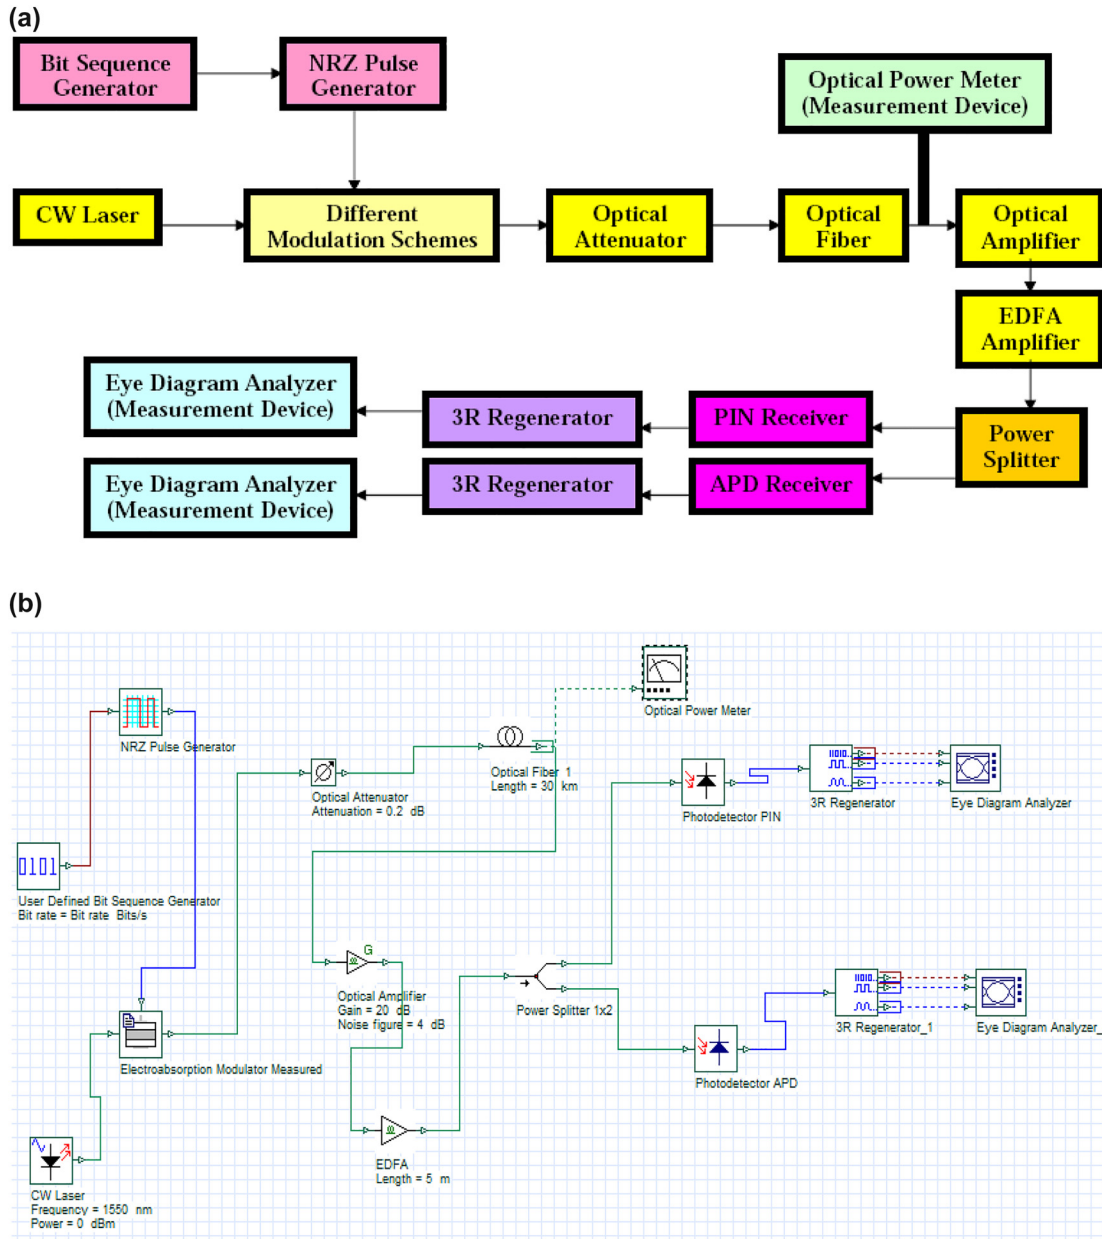 (a)
Bit Sequence
Generator
NRZ Pulse
Generator
Optical Power Meter
(Measurement Device)
CW Laser
Different
Modulation Schemes
Optical
Attenuator
Optical
Fiber
Optical
Amplifier
EDFA
Amplifier
Eye Diagram Analyzer
(Measurement Device)
3R Regenerator
PIN Receiver
Power
Splitter
Eye Diagram Analyzer
(Measurement Device)
3R Regenerator
APD Receiver
(b)
Optical Power Meter
NRZ Pulse Generator
Optical Fiber 1
Length = 30 km
Optical Attenuator
Attenuation = 0.2 dB
Photodetector PIN
3R Regenerator
Eye Diagram Analyzer
User Defined Bit Sequence Generator
Bit rate = Bit rate Bits/s
G
Optical Amplifier
Gain = 20 dB
Noise figure = 4 dB
Power Splitter 1x2
3R Regenerator_1
Eye Diagram Analyzer_
Electroabsorption Modulator Measured
Photodetector APD
EDFA
Length = 5 m
CW Laser
Frequency = 1550 nm
Power = 0 dBm